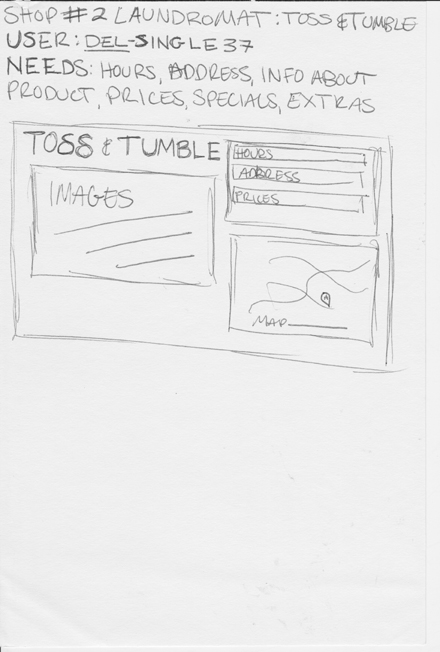 SHOP #2 LAUNDROMAT: TOSS & TUMBLE
USER: DEL-SINGLE 37
NEEDS: HOURS, ADDRESS, INFO ABOUT
PRODUCT, PRICES, SPECIALS, EXTRAS
TOSS & TUMBLE
IMAGES
HOURS
ADDRESS
PRICES
MAP